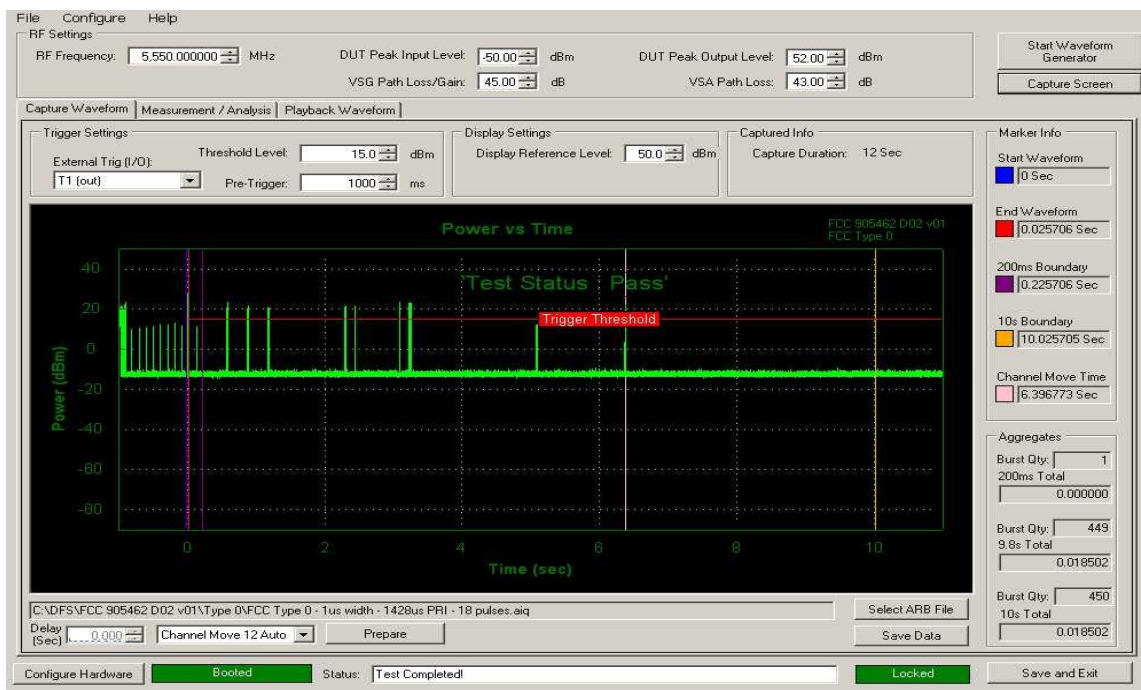 File Configure Help
RF Settings
RF Frequency: 5,550.000000 MHz
DUT Peak Input Level: -50.00 dBm
DUT Peak Output Level: 52.00 dBm
VSG Path Loss/Gain: 45.00 dB
VSA Path Loss: 43.00 dB
Start Waveform
Generator
Capture Screen
Capture Waveform Measurement / Analysis Playback Waveform
Trigger Settings
External Trig (I/O):
T1 (out)
Threshold Level: 15.0 dBm
Pre-Trigger: 1000 ms
Display Settings
Display Reference Level: 50.0 dBm
Captured Info
Capture Duration: 12 Sec
Marker Info
Start Waveform
0 Sec
End Waveform
0.025706 Sec
200ms Boundary
0.225706 Sec
10s Boundary
10.025705 Sec
Channel Move Time
6.396773 Sec
Power vs Time
FCC 905462 D02 v01
FCC Type 0
'Test Status : Pass'
Trigger Threshold
Power (dBm)
40
20
0
-20
-40
-60
-80
0 2 4 6 8 10
Time (sec)
Aggregates
Burst Qty: 1
200ms Total
0.000000
Burst Qty: 449
9.8s Total
0.018502
Burst Qty: 450
10s Total
0.018502
C:\DFS\FCC 905462 D02 v01\Type 0\FCC Type 0 - 1us width - 1428us PRI - 18 pulses.aiq
Select ARB File
Delay
(Sec) 0.000 Channel Move 12 Auto Prepare
Save Data
Configure Hardware Booted Status: Test Completed! Locked Save and Exit